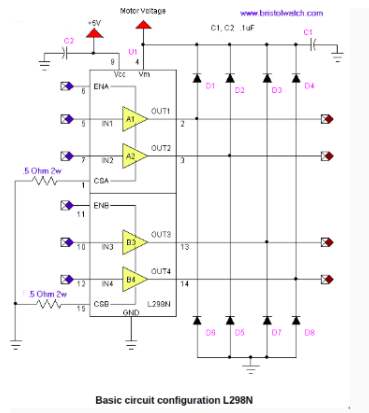 Motor Voltage
www.bristolwatch.com
+5V
C2
U1
C1, C2 .1uF
C1
9
4
Vcc
Vm
D1
D2
D3
D4
ENA
6
A1
OUT1
5
IN1
2
A2
OUT2
7
IN2
3
.5 Ohm 2w
1
CSA
ENB
11
B3
OUT3
10
IN3
13
B4
OUT4
12
IN4
14
.5 Ohm 2w
CSB
L298N
15
GND
D6
D5
D7
D8
Basic circuit configuration L298N